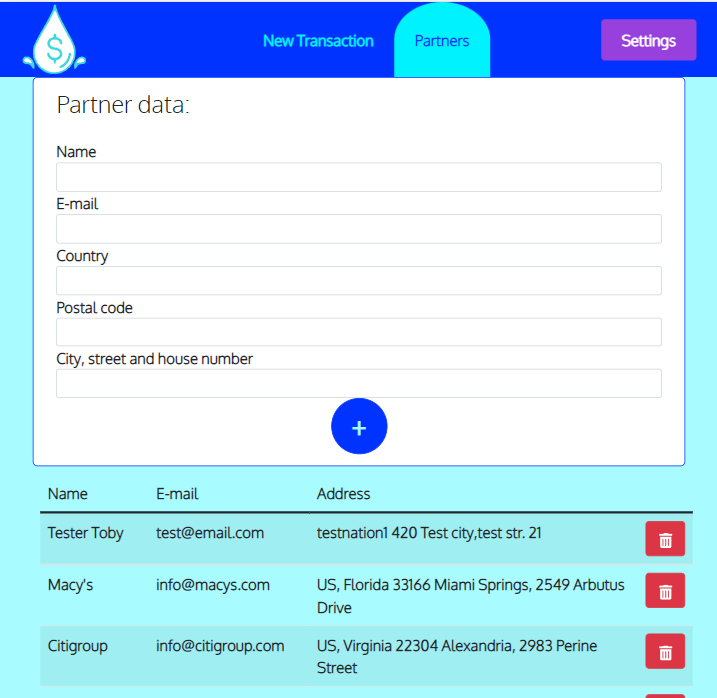 $
New Transaction Partners Settings
Partner data:
Name
E-mail
Country
Postal code
City, street and house number
+
Name E-mail Address
Tester Toby test@email.com testnation1 420 Test city,test str. 21
Macy's info@macys.com US, Florida 33166 Miami Springs, 2549 Arbutus
Drive
Citigroup info@citigroup.com US, Virginia 22304 Alexandria, 2983 Perine
Street